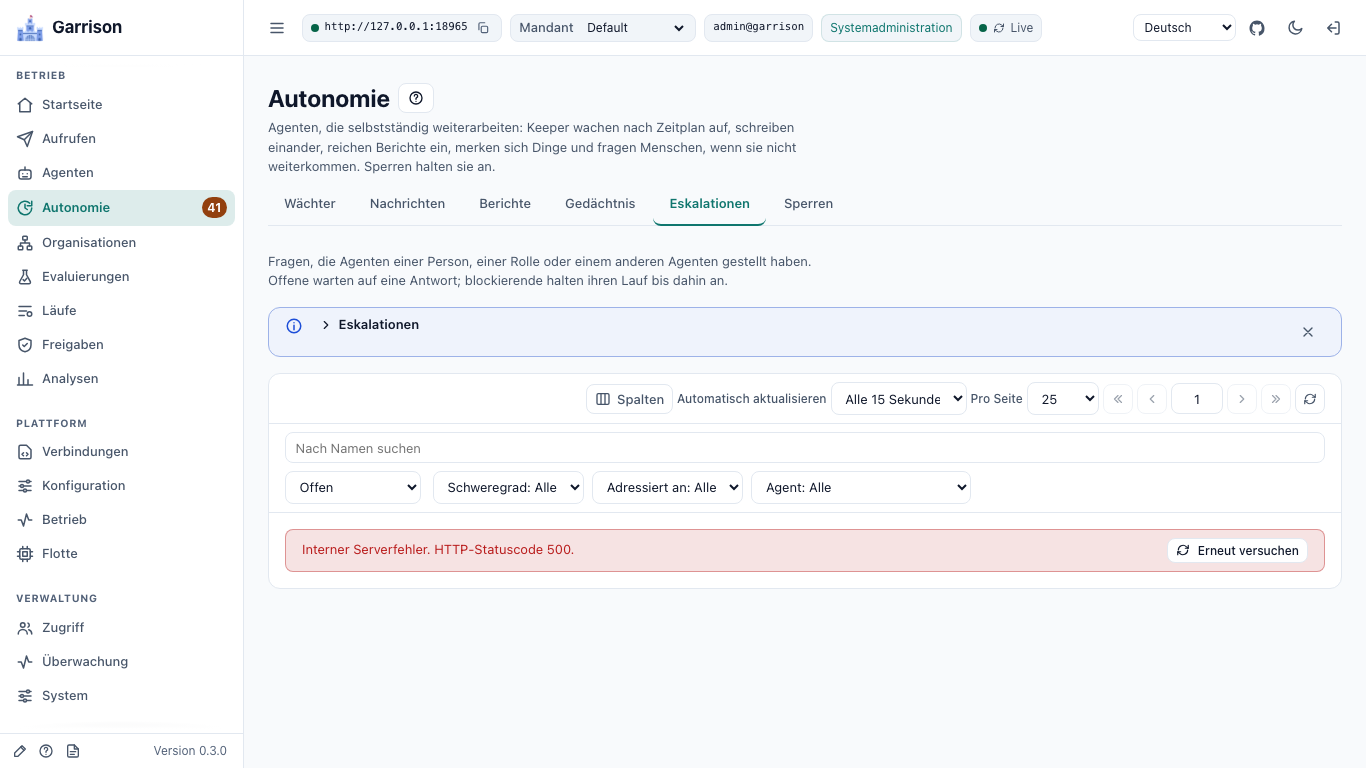 Garrison
http://127.0.0.1:18965
Mandant Default
admin@garrison
Systemadministration
Live
Deutsch
BETRIEB
Startseite
Aufrufen
Agenten
Autonomie 41
Organisationen
Evaluierungen
Läufe
Freigaben
Analysen
PLATTFORM
Verbindungen
Konfiguration
Betrieb
Flotte
VERWALTUNG
Zugriff
Überwachung
System
Version 0.3.0
Autonomie
Agenten, die selbstständig weiterarbeiten: Keeper wachen nach Zeitplan auf, schreiben
einander, reichen Berichte ein, merken sich Dinge und fragen Menschen, wenn sie nicht
weiterkommen. Sperren halten sie an.
Wächter Nachrichten Berichte Gedächtnis Eskalationen Sperren
Fragen, die Agenten einer Person, einer Rolle oder einem anderen Agenten gestellt haben.
Offene warten auf eine Antwort; blockierende halten ihren Lauf bis dahin an.
Eskalationen
Spalten Automatisch aktualisieren Alle 15 Sekunde Pro Seite 25 1
Nach Namen suchen
Offen Schweregrad: Alle Adressiert an: Alle Agent: Alle
Interner Serverfehler. HTTP-Statuscode 500. Erneut versuchen